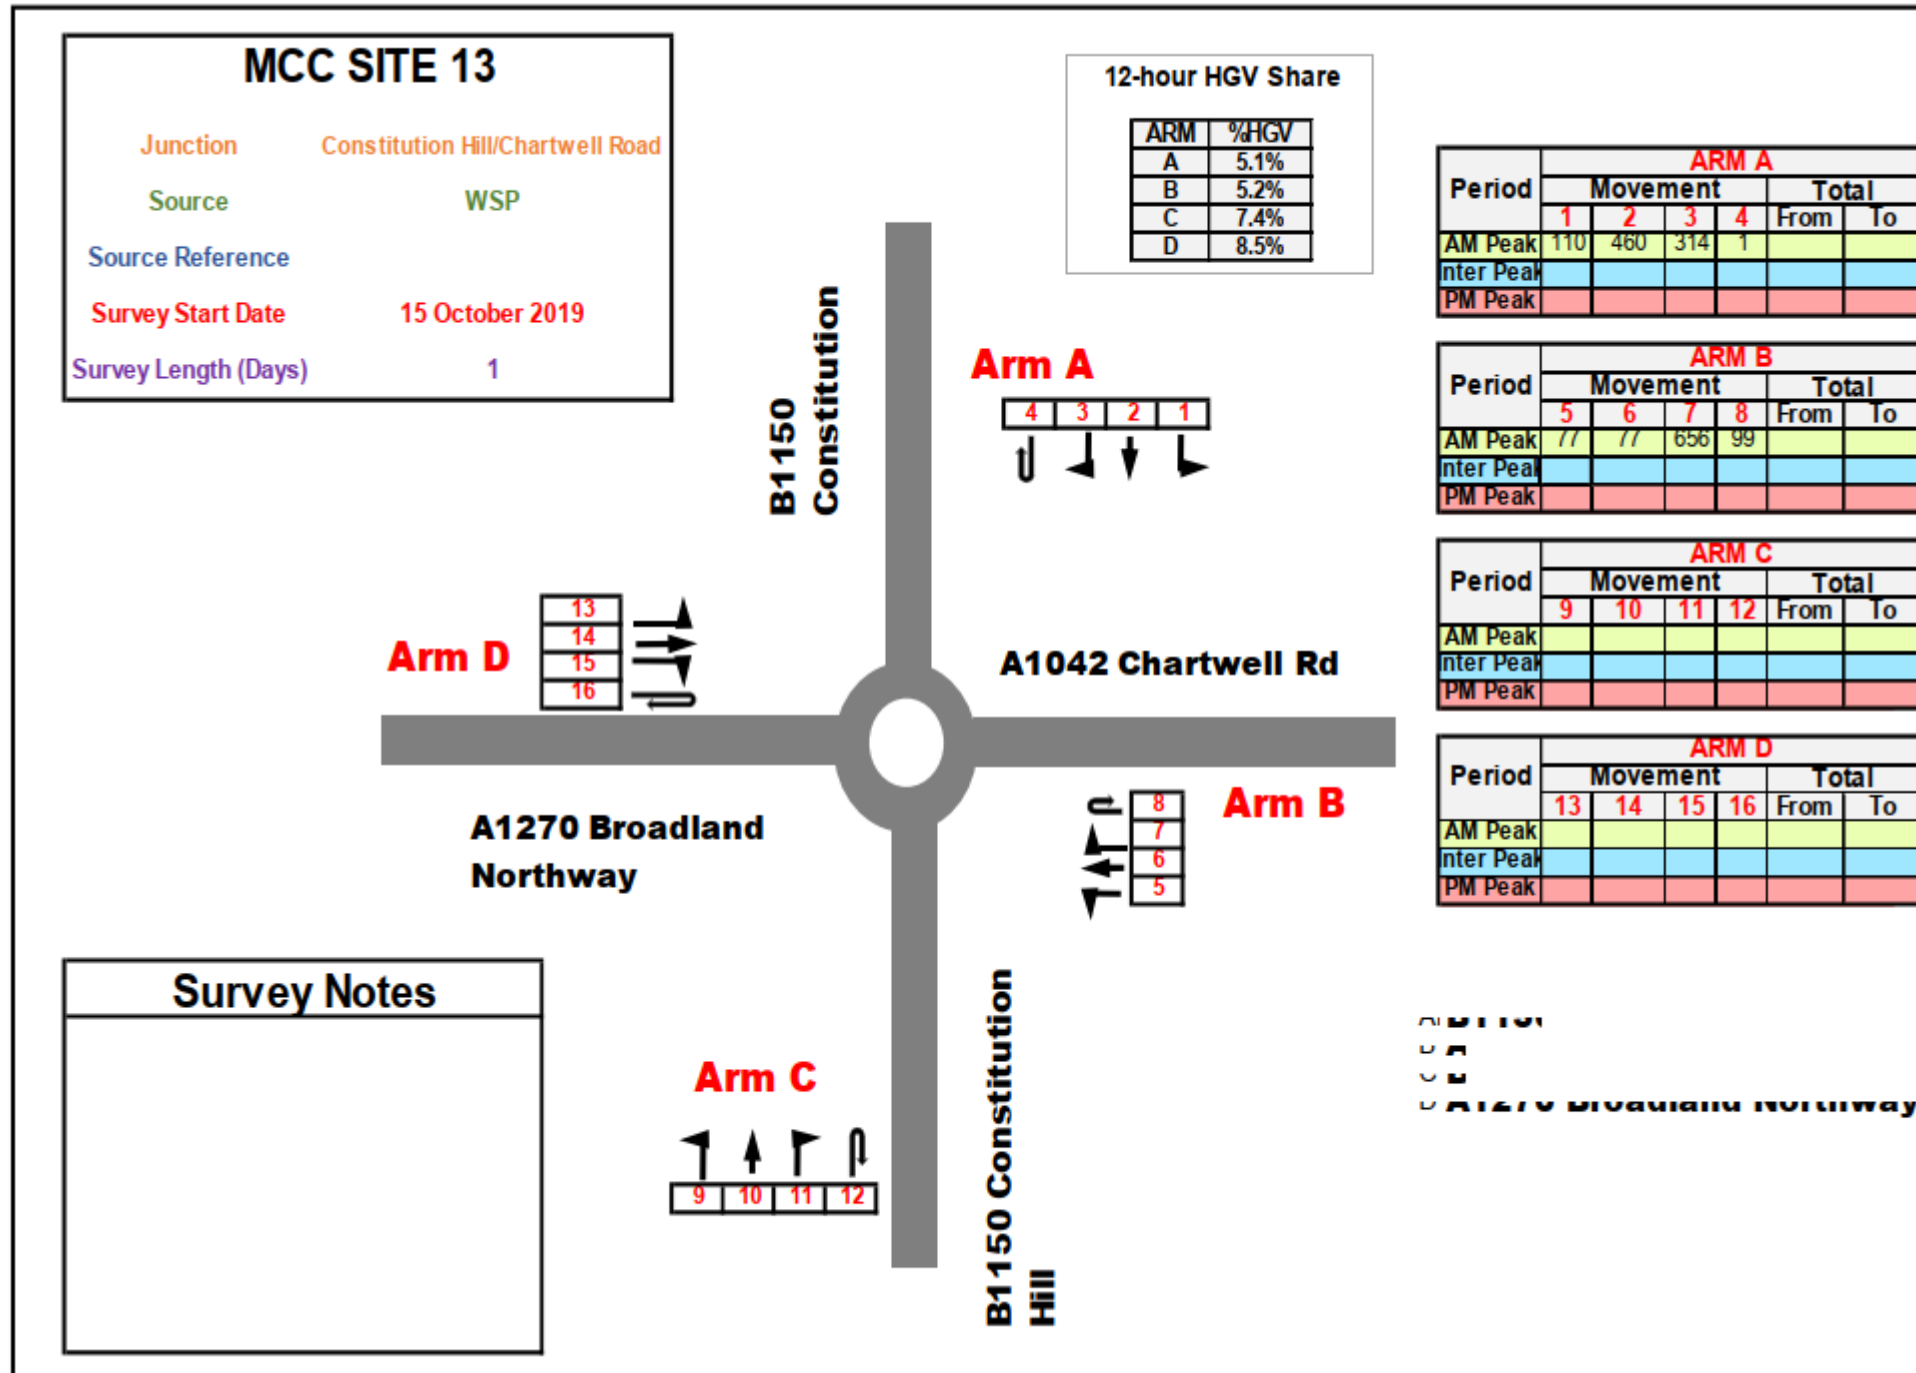 MCC SITE 13
Junction Constitution Hill/Chartwell Road
Source WSP
Source Reference
Survey Start Date 15 October 2019
Survey Length (Days) 1
12-hour HGV Share
ARM %HGV
A 5.1%
B 5.2%
C 7.4%
D 8.5%
ARM A
Period Movement Total
1 2 3 4 From To
AM Peak 110 460 314 1
Inter Peak
PM Peak
ARM B
Period Movement Total
5 6 7 8 From To
AM Peak 77 77 656 99
Inter Peak
PM Peak
ARM C
Period Movement Total
9 10 11 12 From To
AM Peak
Inter Peak
PM Peak
ARM D
Period Movement Total
13 14 15 16 From To
AM Peak
Inter Peak
PM Peak
B1150
Constitution
Arm A
4 3 2 1
Arm D
13
14
15
16
A1042 Chartwell Rd
A1270 Broadland
Northway
Arm B
8
7
6
5
Survey Notes
Arm C
9 10 11 12
B1150 Constitution
Hill
A1270 Broadland Northway